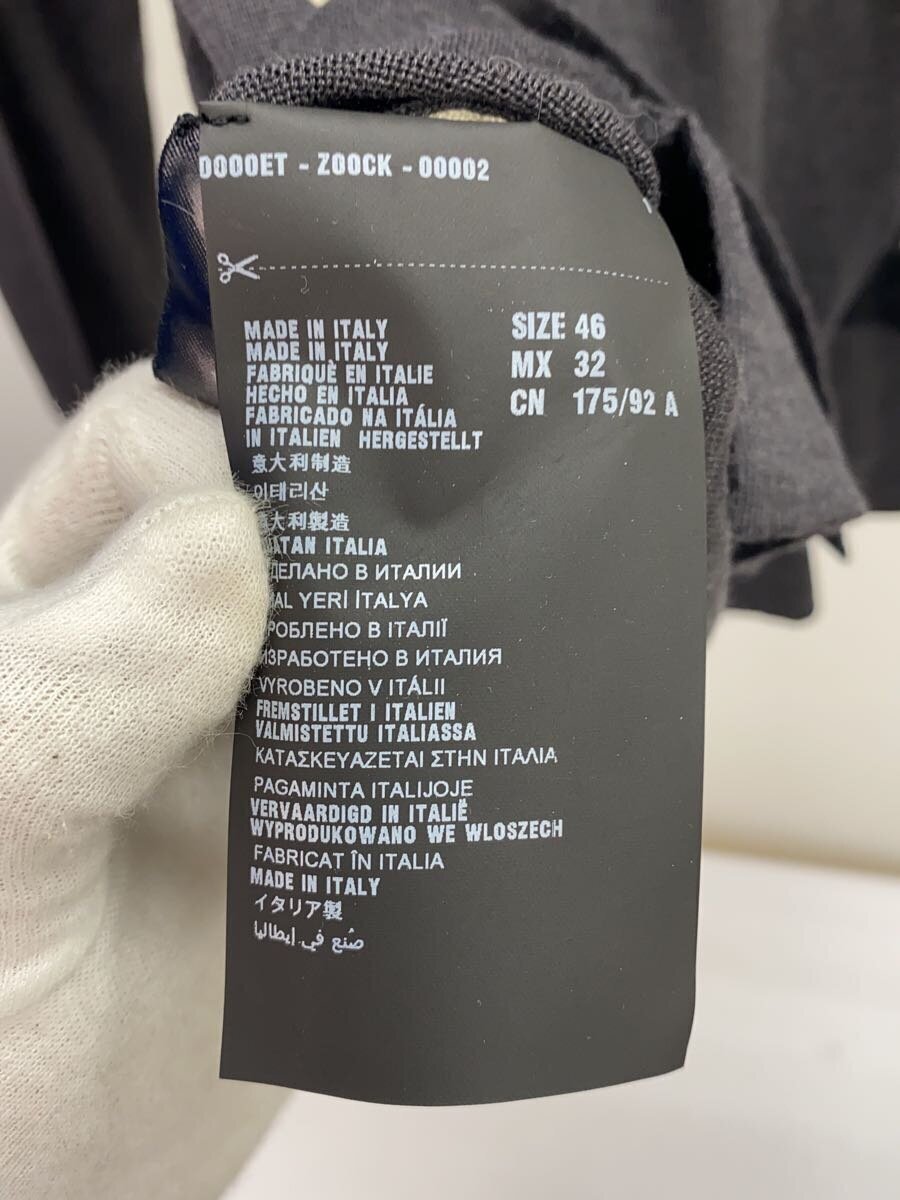 0000ET - Z00CK - 00002
MADE IN ITALY
MADE IN ITALY
FABRIQUÈ EN ITALIE
HECHO EN ITALIA
FABRICADO NA ITÁLIA
IN ITALIEN HERGESTELLT
意大利制造
이태리산
意大利製造
ATAN ITALIA
ДЕЛАНО В ИТАЛИИ
AL YERİ İTALYA
РОБЛЕНО В ІТАЛІЇ
ИЗРАБОТЕНО В ИТАЛИЯ
VYROBENO V ITÁLII
FREMSTILLET I ITALIEN
VALMISTETTU ITALIASSA
ΚΑΤΑΣΚΕΥΑΖΕΤΑΙ ΣΤΗΝ ΙΤΑΛΙΑ
PAGAMINTA ITALIJOJE
VERVAARDIGD IN ITALIË
WYPRODUKOWANO WE WLOSZECH
FABRICAT ÎN ITALIA
MADE IN ITALY
イタリア製
صُنع في إيطاليا
SIZE 46
MX 32
CN 175/92 A